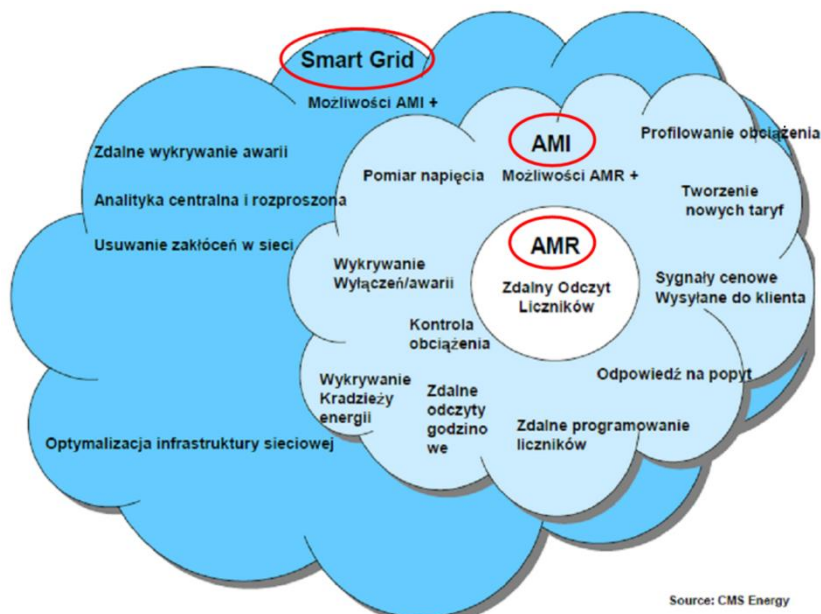 Smart Grid
Możliwości AMI +
Zdalne wykrywanie awarii
Analityka centralna i rozproszona
Usuwanie zakłóceń w sieci
Optymalizacja infrastruktury sieciowej
AMI
Możliwości AMR +
Profilowanie obciążenia
Pomiar napięcia
Tworzenie
nowych taryf
AMR
Zdalny Odczyt
Liczników
Wykrywanie
Wyłączeń/awarii
Sygnały cenowe
Wysyłane do klienta
Kontrola
obciążenia
Odpowiedź na popyt
Wykrywanie
Kradzieży
energii
Zdalne
odczyty
godzino
we
Zdalne programowanie
liczników
Source: CMS Energy